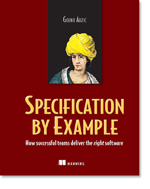 GOJKO ADZIC
SPECIFICATION
BY EXAMPLE
How successful teams deliver the right software
MANNING